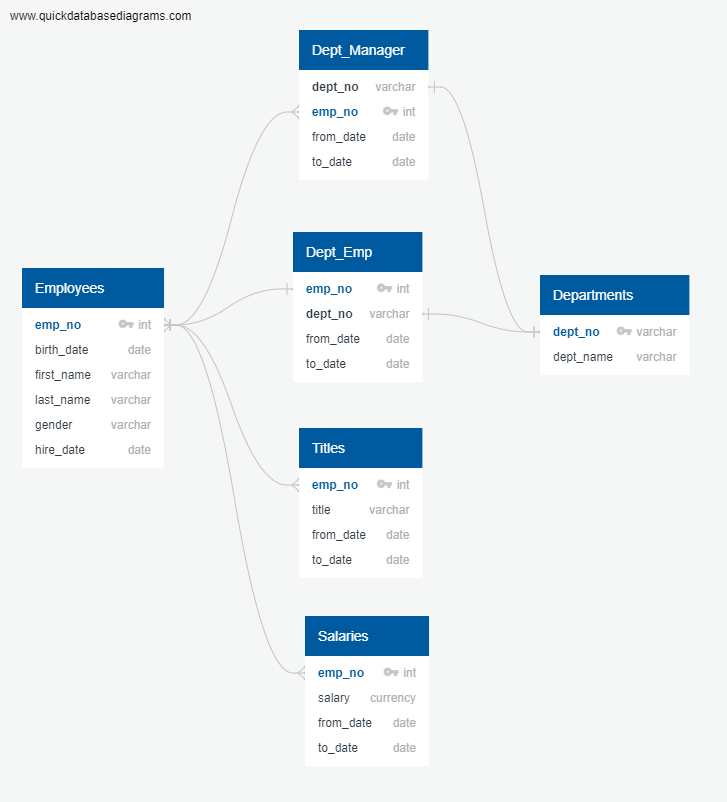 www.quickdatabasediagrams.com
Dept_Manager
dept_no varchar
emp_no int
from_date date
to_date date
Dept_Emp
emp_no int
dept_no varchar
from_date date
to_date date
Employees
emp_no int
birth_date date
first_name varchar
last_name varchar
gender varchar
hire_date date
Departments
dept_no varchar
dept_name varchar
Titles
emp_no int
title varchar
from_date date
to_date date
Salaries
emp_no int
salary currency
from_date date
to_date date